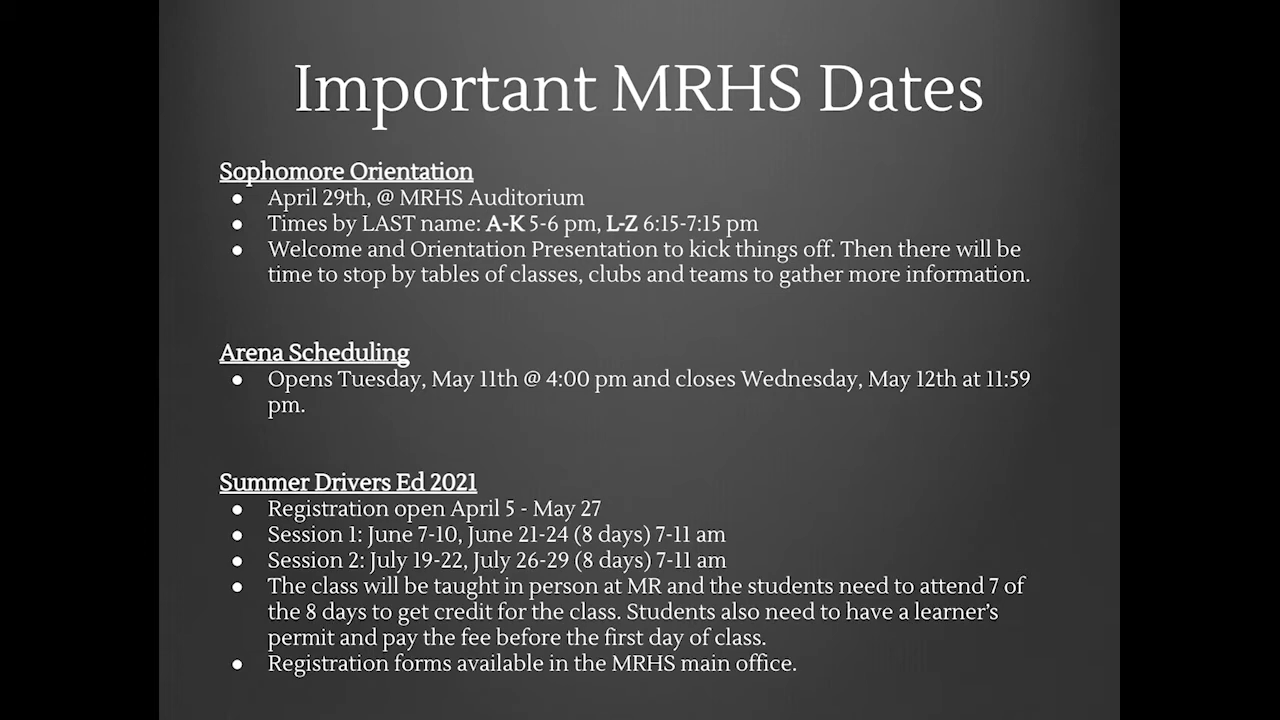 Important MRHS Dates
Sophomore Orientation
● April 29th, @ MRHS Auditorium
● Times by LAST name: A-K 5-6 pm, L-Z 6:15-7:15 pm
● Welcome and Orientation Presentation to kick things off. Then there will be
time to stop by tables of classes, clubs and teams to gather more information.
Arena Scheduling
● Opens Tuesday, May 11th @ 4:00 pm and closes Wednesday, May 12th at 11:59
pm.
Summer Drivers Ed 2021
● Registration open April 5 - May 27
● Session 1: June 7-10, June 21-24 (8 days) 7-11 am
● Session 2: July 19-22, July 26-29 (8 days) 7-11 am
● The class will be taught in person at MR and the students need to attend 7 of
the 8 days to get credit for the class. Students also need to have a learner’s
permit and pay the fee before the first day of class.
● Registration forms available in the MRHS main office.